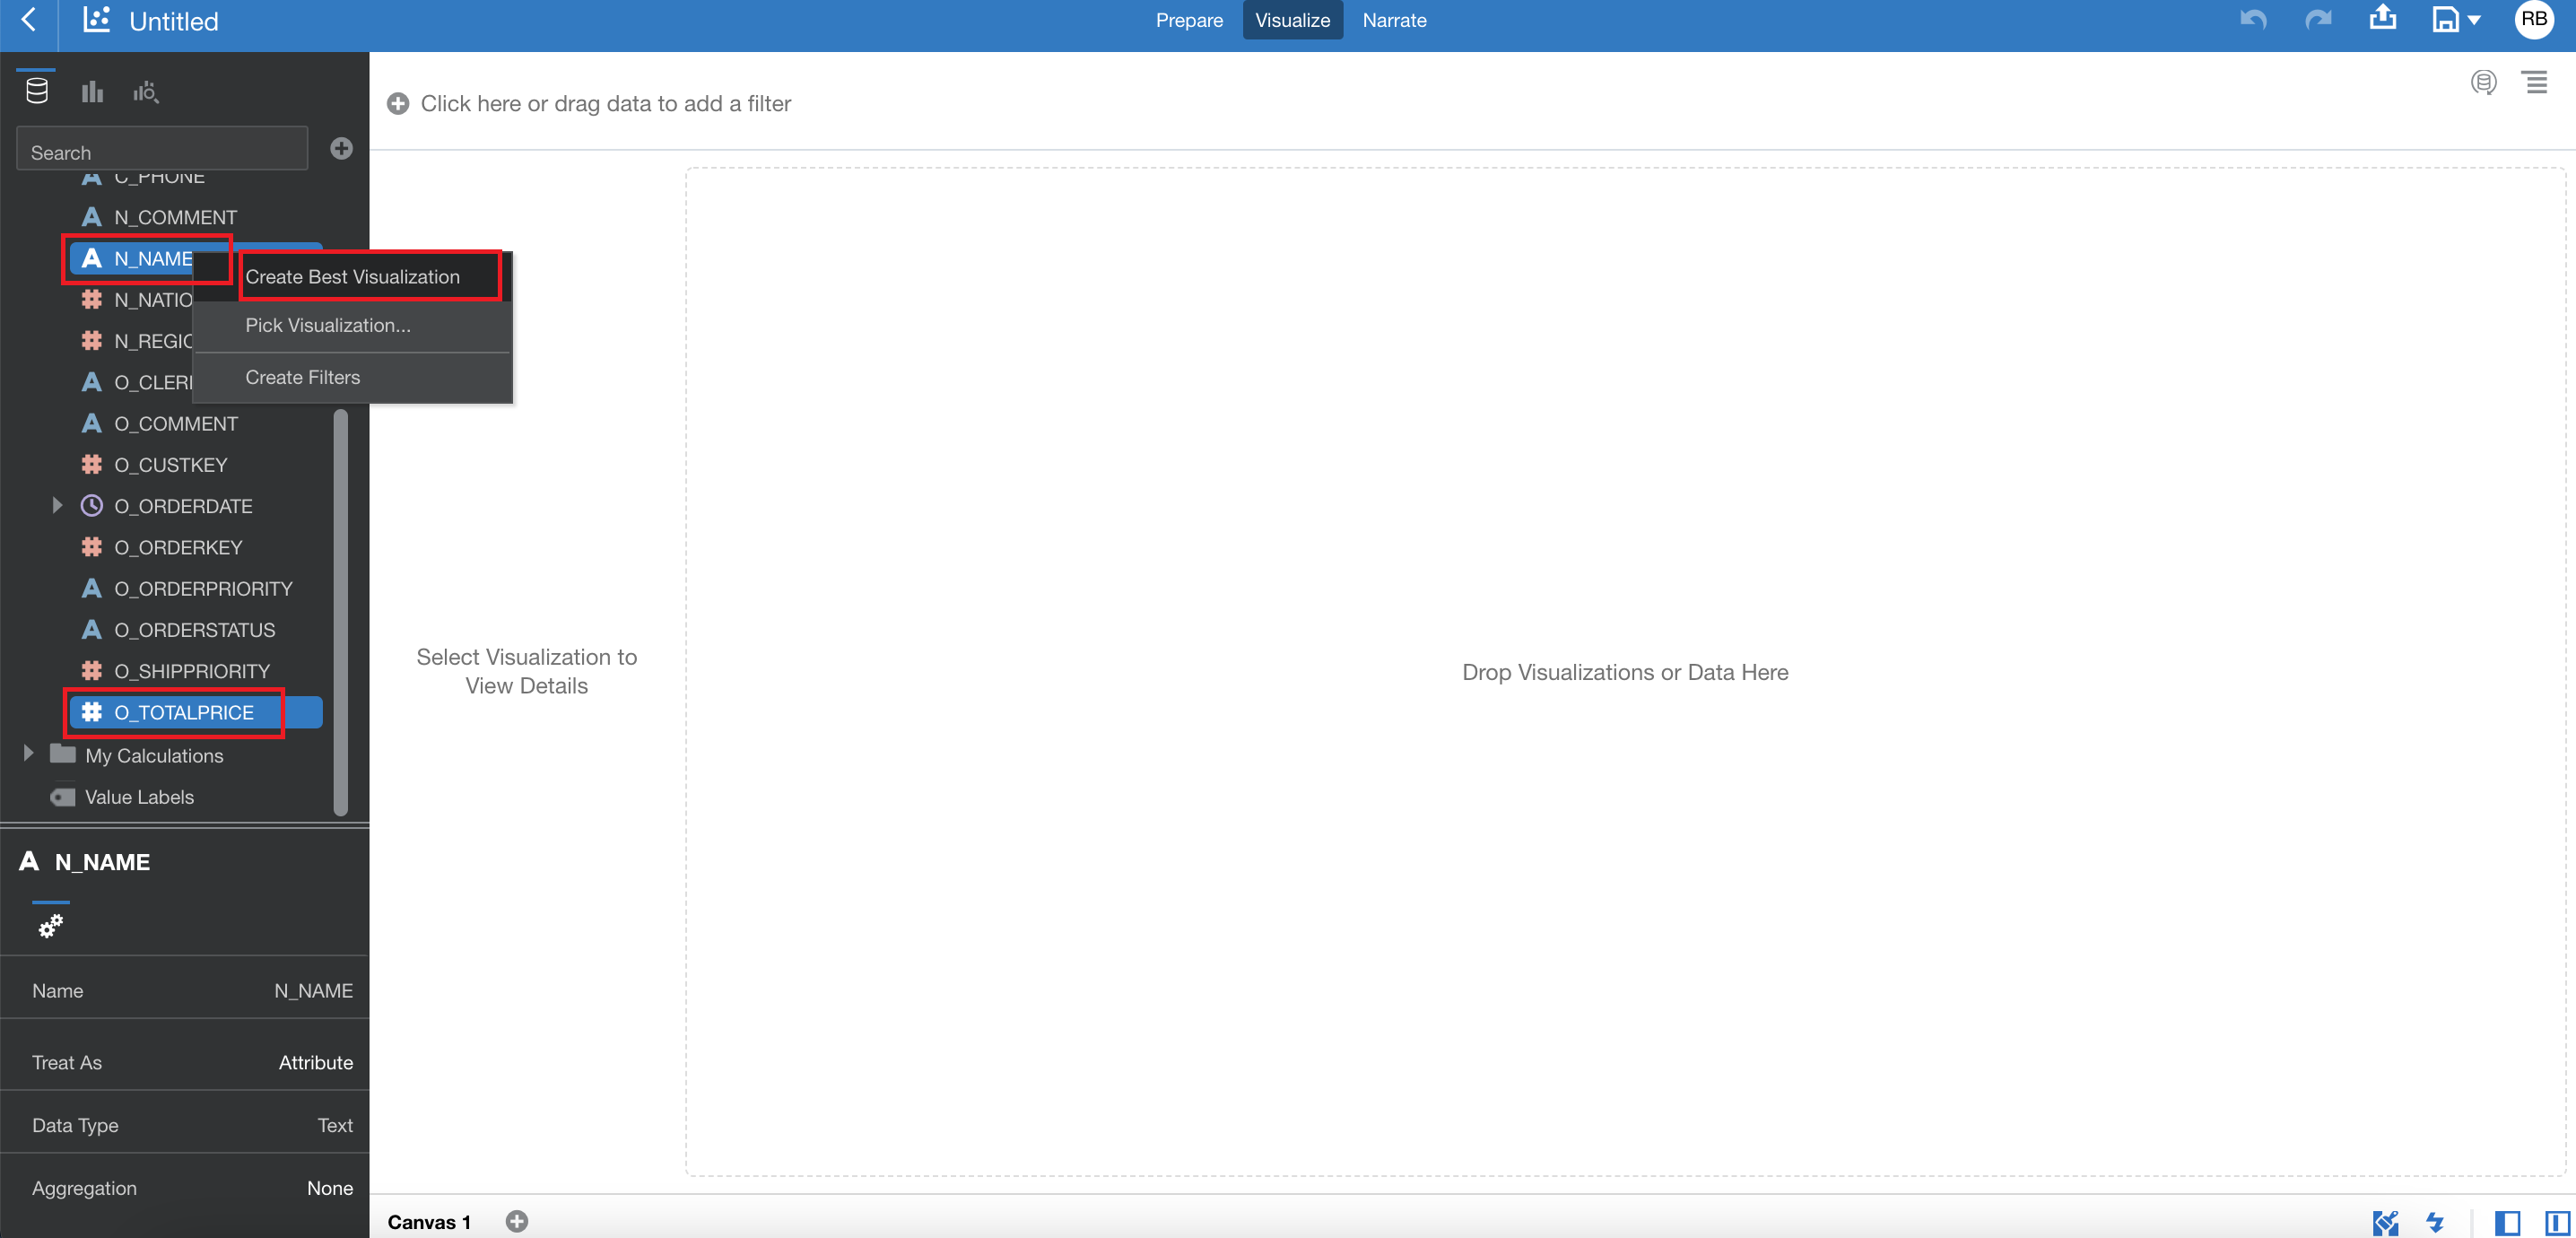 Untitled
Prepare Visualize Narrate
RB
Click here or drag data to add a filter
Search
C_PHONE
N_COMMENT
N_NAME
Create Best Visualization
N_NATIO
Pick Visualization...
N_REGIO
Create Filters
O_CLER
O_COMMENT
O_CUSTKEY
O_ORDERDATE
O_ORDERKEY
O_ORDERPRIORITY
O_ORDERSTATUS
O_SHIPPRIORITY
O_TOTALPRICE
My Calculations
Value Labels
Select Visualization to
View Details
Drop Visualizations or Data Here
A N_NAME
Name N_NAME
Treat As Attribute
Data Type Text
Aggregation None
Canvas 1